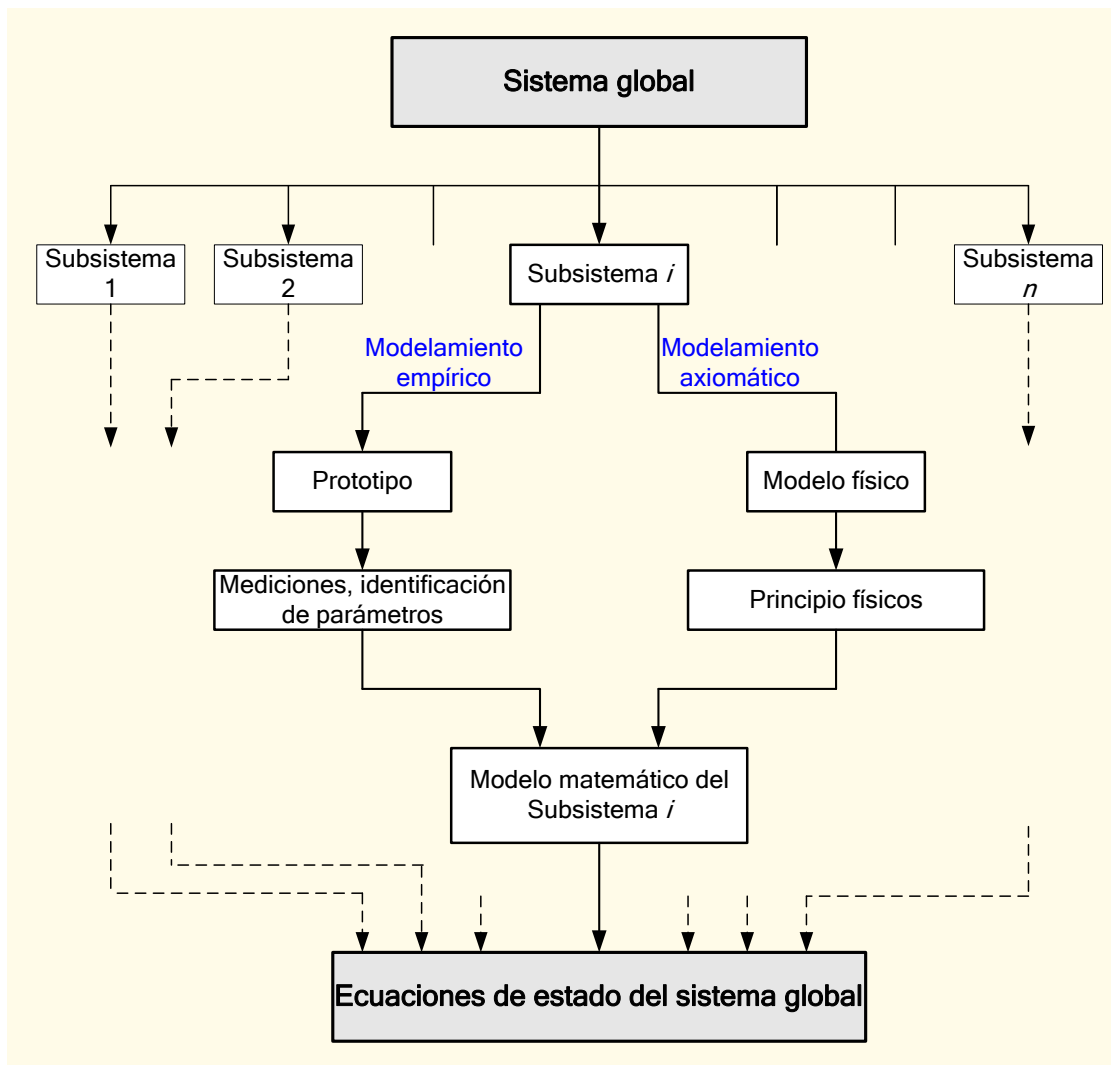 Sistema global
Subsistema
1
Subsistema
2
Subsistema i
Subsistema
n
Modelamiento
empírico
Modelamiento
axiomático
Prototipo
Modelo físico
Mediciones, identificación
de parámetros
Principio físicos
Modelo matemático del
Subsistema i
Ecuaciones de estado del sistema global